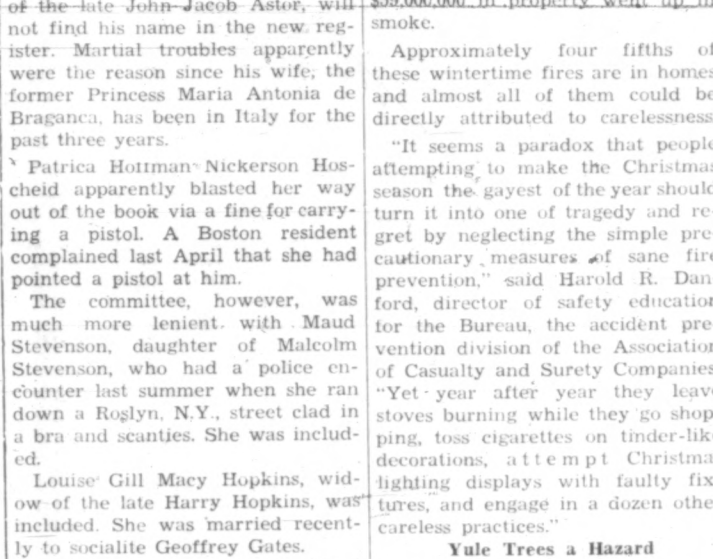 of the late John Jacob Astor, will
not find his name in the new reg-
ister. Martial troubles apparently
were the reason since his wife, the
former Princess Maria Antonia de
Braganca, has been in Italy for the
past three years.
Patrica Hoffman Nickerson Hos-
cheid apparently blasted her way
out of the book via a fine for carry-
ing a pistol. A Boston resident
complained last April that she had
pointed a pistol at him.
The committee, however, was
much more lenient with Maud
Stevenson, daughter of Malcolm
Stevenson, who had a police en-
counter last summer when she ran
down a Roslyn, N.Y., street clad in
a bra and scanties. She was includ-
ed.
Louise Gill Macy Hopkins, wid-
ow of the late Harry Hopkins, was
included. She was married recent-
ly to socialite Geoffrey Gates.
$59,000,000 in property went up in
smoke.
Approximately four fifths of
these wintertime fires are in homes
and almost all of them could be
directly attributed to carelessness
"It seems a paradox that people
attempting to make the Christmas
season the gayest of the year should
turn it into one of tragedy and re
gret by neglecting the simple pre
cautionary measures of sane fire
prevention," said Harold R. Dan
ford, director of safety education
for the Bureau, the accident pre
vention division of the Association
of Casualty and Surety Companies
"Yet year after year they leave
stoves burning while they go shop
ping, toss cigarettes on tinder-like
decorations, attempt Christma
lighting displays with faulty fix
tures, and engage in a dozen othe
careless practices."
Yule Trees a Hazard